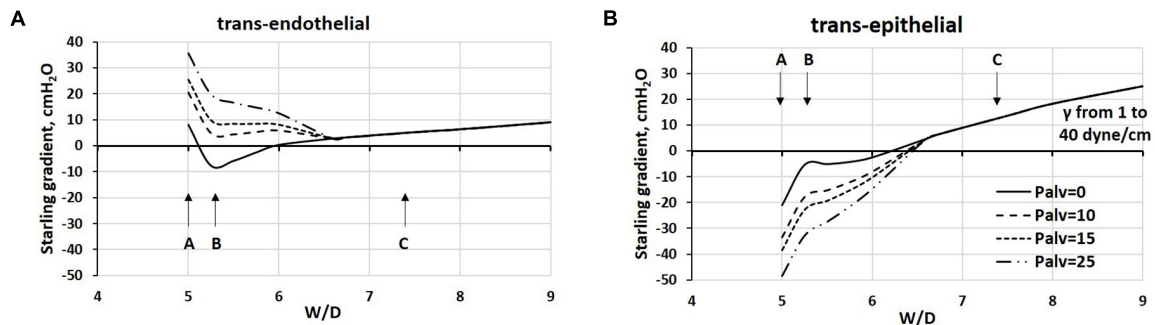 A
trans-endothelial
Starling gradient, cmH₂O
40
30
20
10
0
-10
-20
-30
-40
-50
A
B
C
4
5
6
7
8
9
W/D
B
trans-epithelial
Starling gradient, cmH₂O
40
30
20
10
0
-10
-20
-30
-40
-50
A
B
C
γ from 1 to
40 dyne/cm
Palv=0
Palv=10
Palv=15
Palv=25
4
5
6
7
8
9
W/D